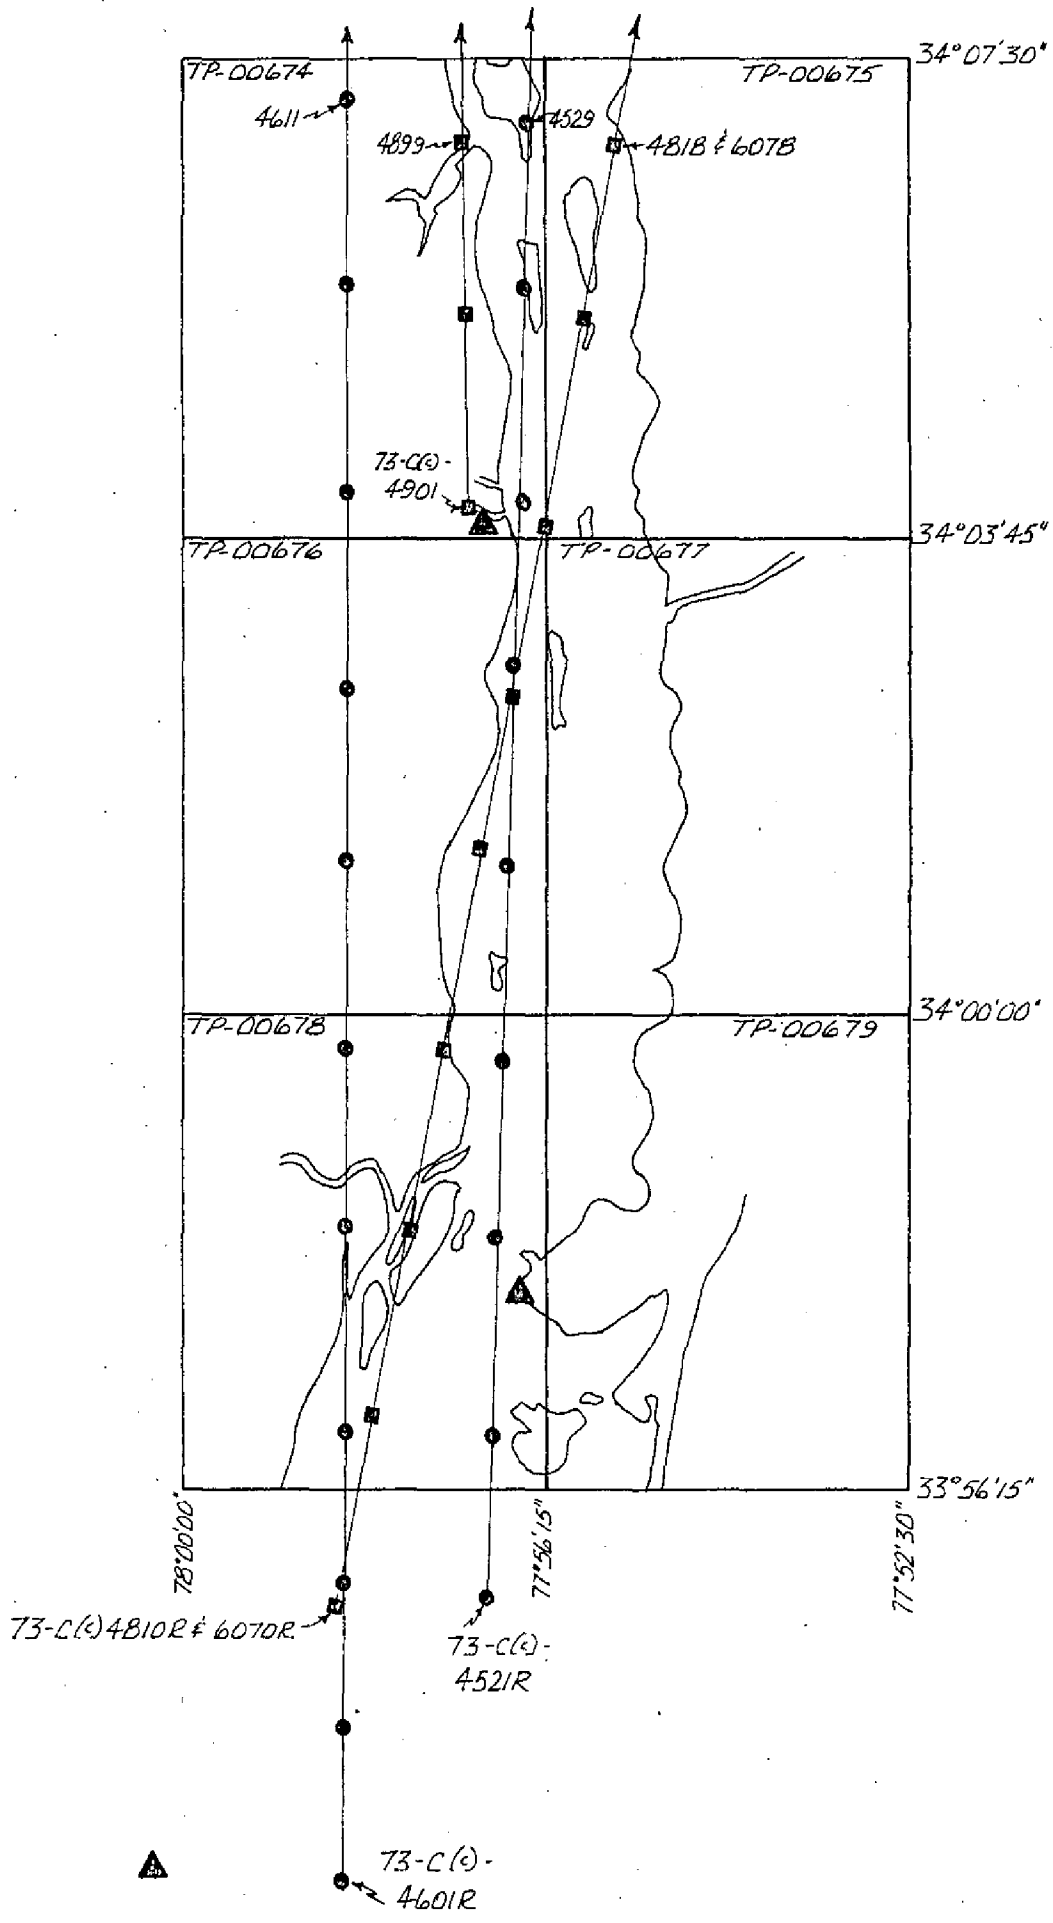 34°07'30"
TP-00674
TP-00675
4611
4529
4899
4818 & 6078
73-C(c)-
4901
34°03'45"
TP-00676
TP-00677
34°00'00"
TP-00678
TP-00679
33°56'15"
78°00'00"
77°56'15"
77°52'30"
73-C(c) 4810R & 6070R
73-C(c)-
4521R
73-C(c)-
4601R